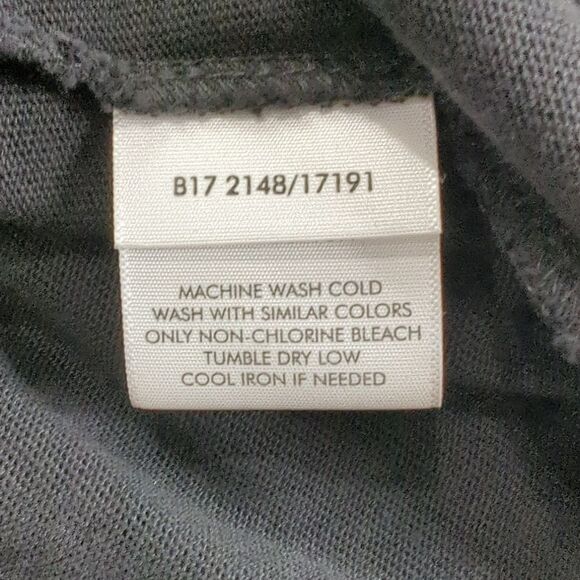 B17 2148/17191
MACHINE WASH COLD
WASH WITH SIMILAR COLORS
ONLY NON-CHLORINE BLEACH
TUMBLE DRY LOW
COOL IRON IF NEEDED